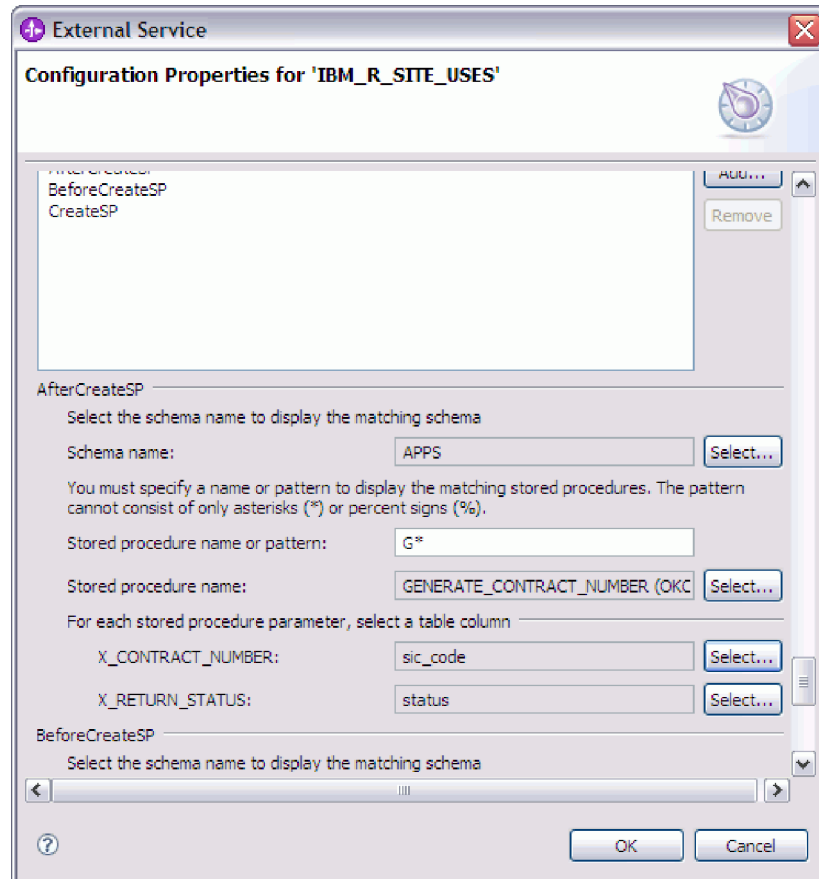 External Service
Configuration Properties for 'IBM_R_SITE_USES'
AfterCreateSP
Add...
BeforeCreateSP
CreateSP
Remove
AfterCreateSP
Select the schema name to display the matching schema
Schema name:
APPS
Select...
You must specify a name or pattern to display the matching stored procedures. The pattern
cannot consist of only asterisks (*) or percent signs (%).
Stored procedure name or pattern:
G*
Stored procedure name:
GENERATE_CONTRACT_NUMBER (OKC
Select...
For each stored procedure parameter, select a table column
X_CONTRACT_NUMBER:
sic_code
Select...
X_RETURN_STATUS:
status
Select...
BeforeCreateSP
Select the schema name to display the matching schema
?
OK
Cancel